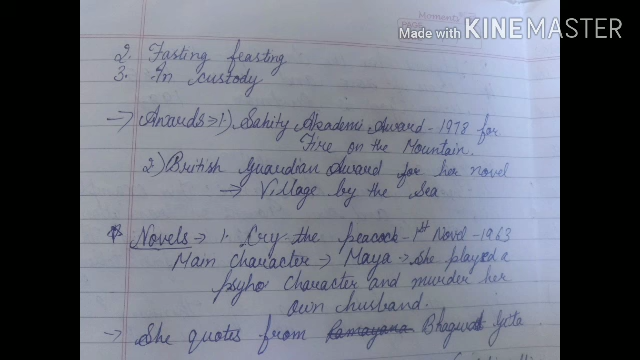 Made with KINEMASTER
2. Fasting feasting
3. In custody
→ Awards → 1.) Sahity Akademi Award - 1978 for
Fire on the Mountain.
2.) British Guardian Award for her novel
→ Village by the Sea
* Novels → 1. Cry the peacock - 1st Novel - 1963
Main character → Maya → She played a
psyho character and murder her
own husband.
→ She quotes from Ramayana Bhagwat Gita